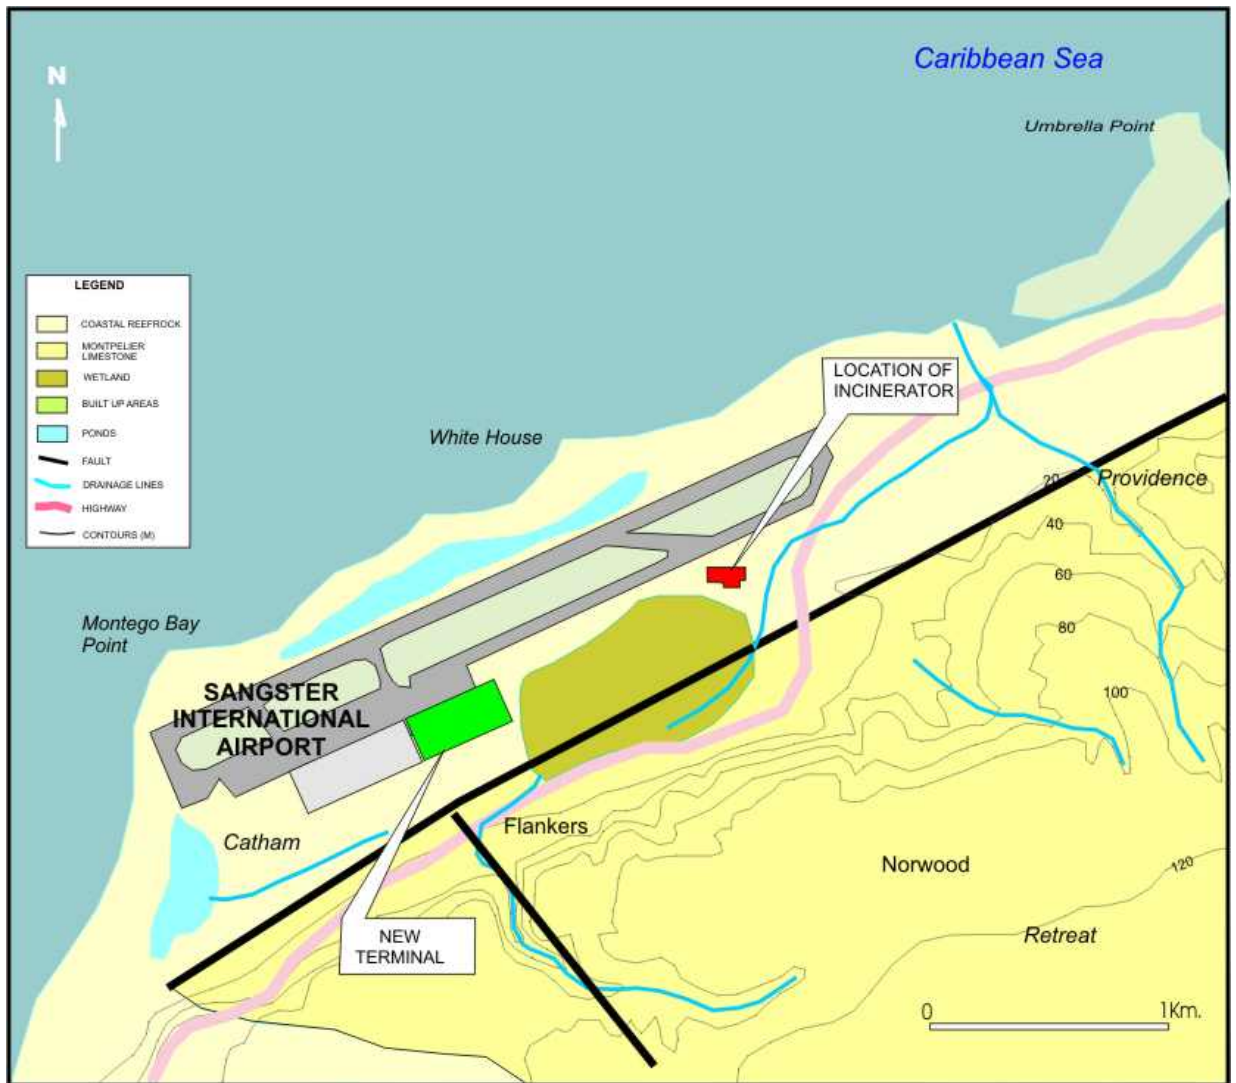 Caribbean Sea
N
Umbrella Point
LEGEND
COASTAL REEFROCK
MONTPELIER
LIMESTONE
WETLAND
BUILT UP AREAS
PONDS
FAULT
DRAINAGE LINES
HIGHWAY
CONTOURS (M)
LOCATION OF
INCINERATOR
White House
20
Providence
40
60
80
100
Montego Bay
Point
SANGSTER
INTERNATIONAL
AIRPORT
Catham
Flankers
Norwood
120
Retreat
NEW
TERMINAL
0
1Km.